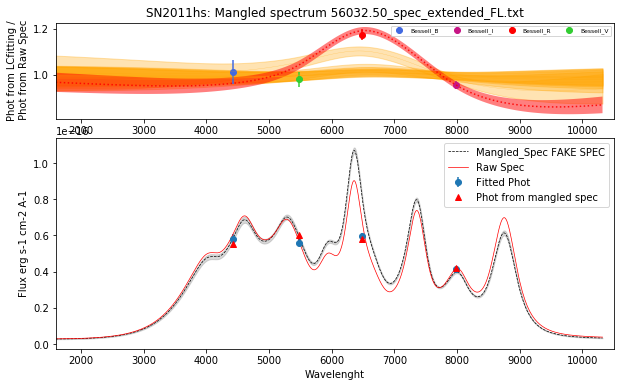 SN2011hs: Mangled spectrum 56032.50_spec_extended_FL.txt
Phot from LCfitting /
Phot from Raw Spec
1.2
1.0
Bessell_B
Bessell_I
Bessell_R
Bessell_V
2000 3000 4000 5000 6000 7000 8000 9000 10000
1e−16
Flux erg s-1 cm-2 A-1
1.0
0.8
0.6
0.4
0.2
0.0
Mangled_Spec FAKE SPEC
Raw Spec
Fitted Phot
Phot from mangled spec
2000 3000 4000 5000 6000 7000 8000 9000 10000
Wavelenght